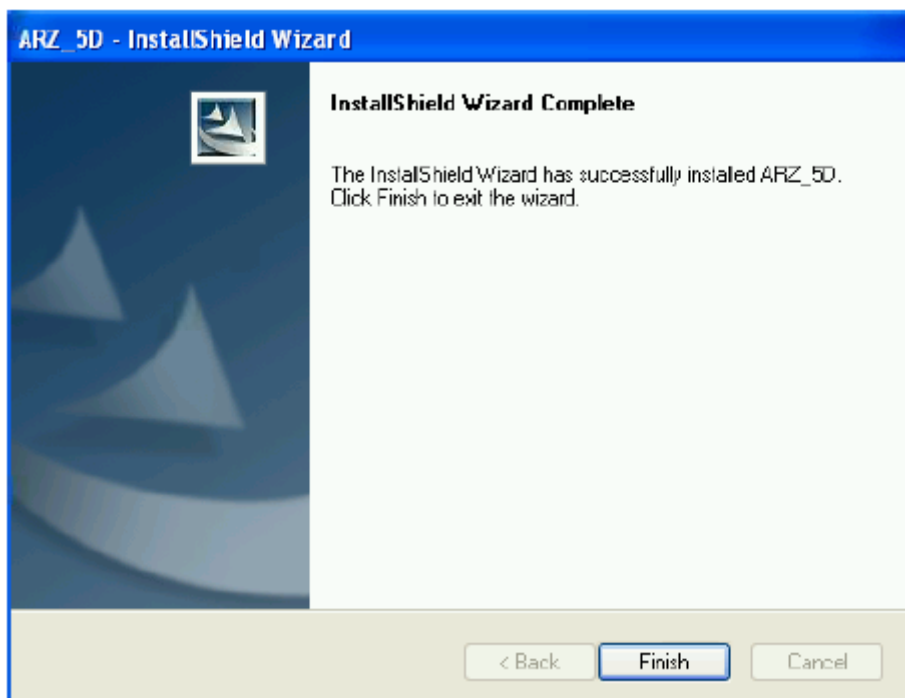 ARZ_5D - InstallShield Wizard
InstallShield Wizard Complete
The InstallShield Wizard has successfully installed ARZ_5D.
Click Finish to exit the wizard.
< Back
Finish
Cancel